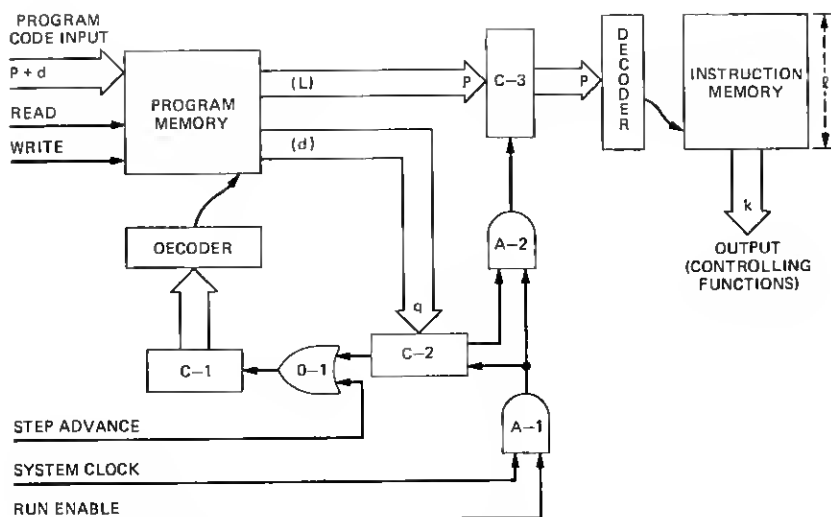 PROGRAM
CODE INPUT
P + d
READ
WRITE
PROGRAM
MEMORY
(L)
(d)
P
C-3
P
DECODER
INSTRUCTION
MEMORY
k
OUTPUT
(CONTROLLING
FUNCTIONS)
OECODER
A-2
q
C-1
O-1
C-2
A-1
STEP ADVANCE
SYSTEM CLOCK
RUN ENABLE